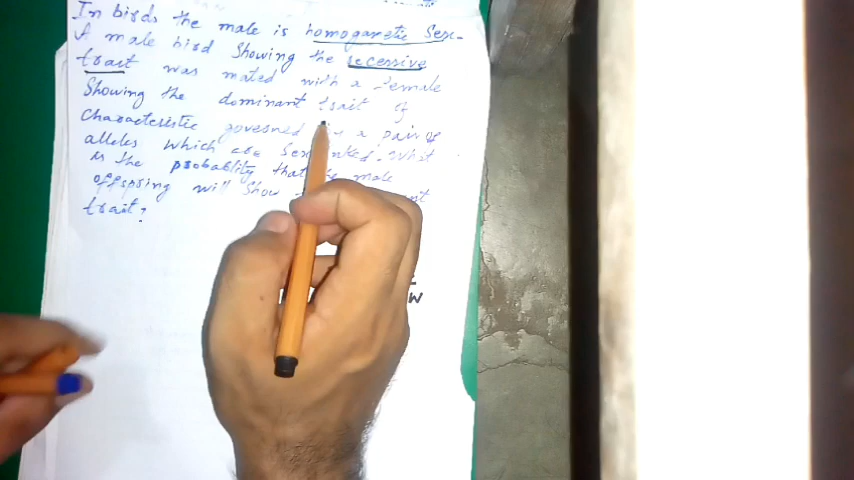 In birds the male is homogametic Sex-
A male bird Showing the recessive
trait was mated with a Female
Showing the dominant trait of
Characteristic governed a pair of
alleles which are Sex what
is the probablity that the male
offspring will Show
trait?
W